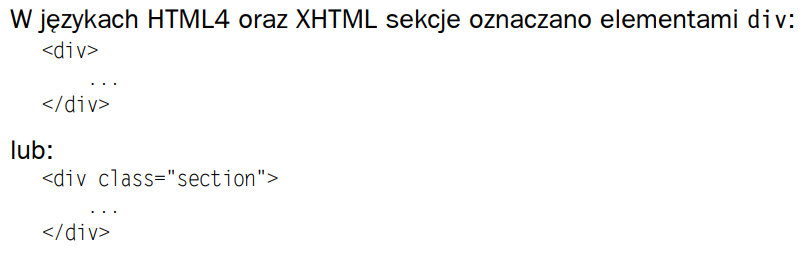 W językach HTML4 oraz XHTML sekcje oznaczano elementami div:
<div>
...
</div>
lub:
<div class="section">
...
</div>